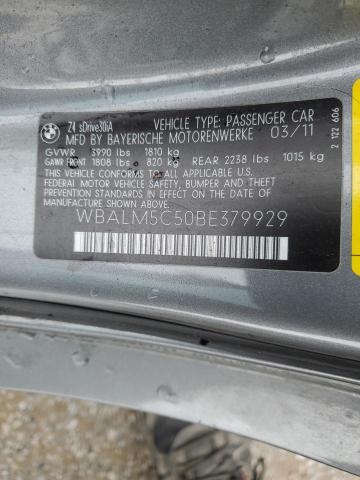 BMW
Z4 sDrive30iA VEHICLE TYPE: PASSENGER CAR
MFD BY BAYERISCHE MOTORENWERKE 03/11
GVWR 3990 lbs 1810 kg
GAWR FRONT 1808 lbs 820 kg REAR 2238 lbs 1015 kg
THIS VEHICLE CONFORMS TO ALL APPLICABLE U.S.
FEDERAL MOTOR VEHICLE SAFETY, BUMPER, AND THEFT
PREVENTION STANDARDS IN EFFECT ON THE DATE OF
MANUFACTURE SHOWN ABOVE.
WBALM5C50BE379929
2 122 606